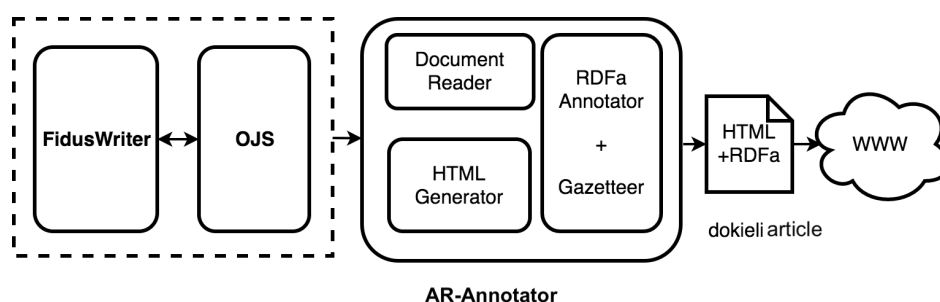 FidusWriter
OJS
Document
Reader
HTML
Generator
RDFa
Annotator
+
Gazetteer
HTML
+RDFa
dokieli article
WWW
AR-Annotator